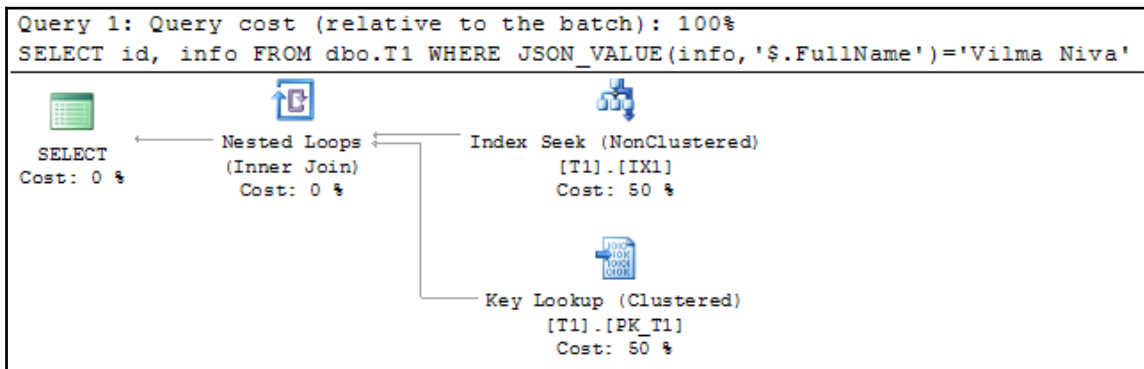 Query 1: Query cost (relative to the batch): 100%
SELECT id, info FROM dbo.T1 WHERE JSON_VALUE(info,'$.FullName')='Vilma Niva'
SELECT
Cost: 0 %
Nested Loops
(Inner Join)
Cost: 0 %
Index Seek (NonClustered)
[T1].[IX1]
Cost: 50 %
Key Lookup (Clustered)
[T1].[PK_T1]
Cost: 50 %